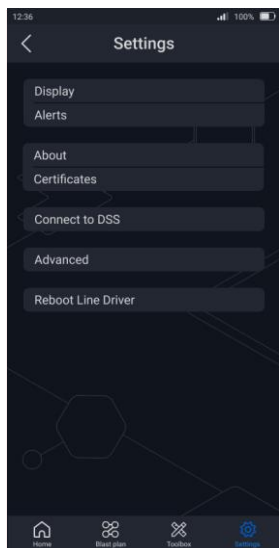 12:36
100%
Settings
Display
Alerts
About
Certificates
Connect to DSS
Advanced
Reboot Line Driver
Home
Blast plan
Toolbox
Settings